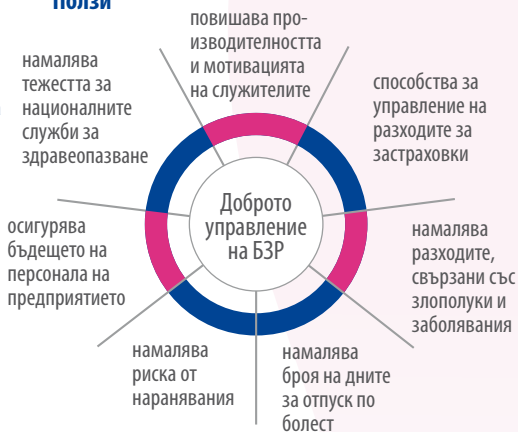 ползи
повишава про-
изводителността
и мотивацията
на служителите
способства за
управление на
разходите за
застраховки
намалява
разходите,
свързани със
злополуки и
заболявания
намалява
броя на дните
за отпуск по
болест
намалява
риска от
наранявания
осигурява
бъдещето на
персонала на
предприятието
намалява
тежестта за
националните
служби за
здравеопазване
Доброто
управление
на БЗР